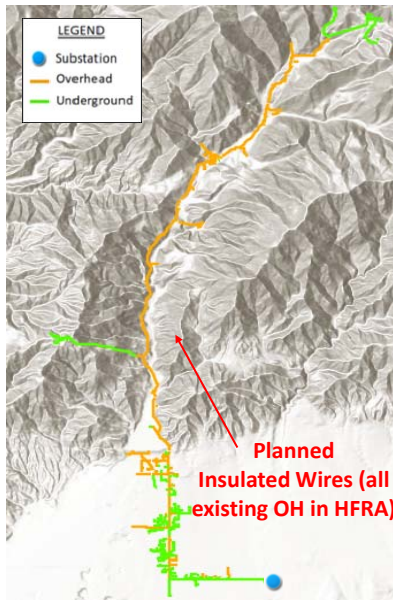 LEGEND
Substation
Overhead
Underground
Planned
Insulated Wires (all
existing OH in HFRA)